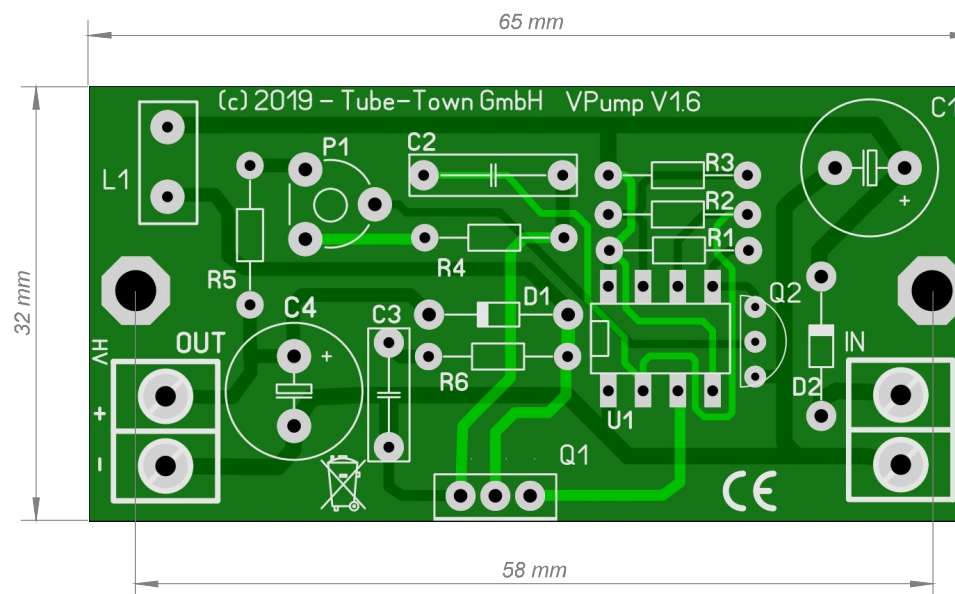 65 mm
(c) 2019 - Tube-Town GmbH VPump V1.6
C1
P1
C2
L1
R3
R2
R1
R5
R4
32 mm
D1
Q2
C4
C3
HV
OUT
IN
R6
D2
+
U1
-
Q1
CE
+
+
58 mm